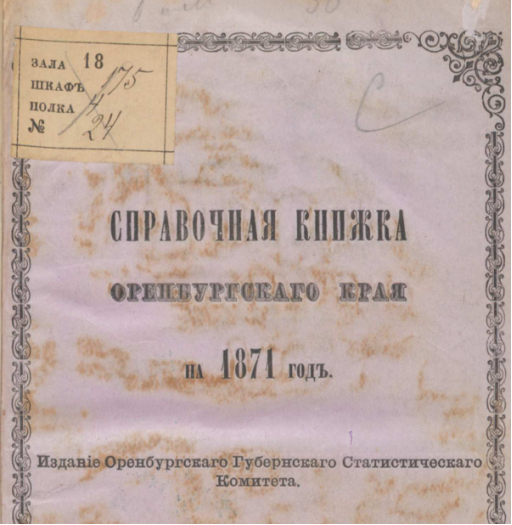 ЗАЛА 18
ШКАФЪ 175
ПОЛКА 4
№ 24
С
СПРАВОЧНАЯ КНИЖКА
ОРЕНБУРГСКАГО КРАЯ
НА 1871 ГОДЪ.
Изданіе Оренбургскаго Губернскаго Статистическаго
Комитета.